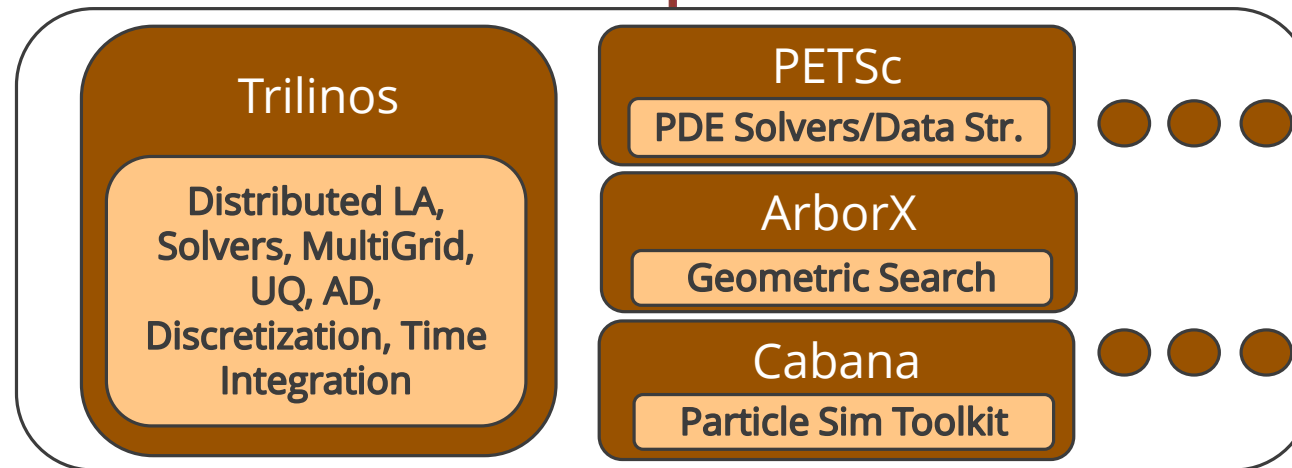 Trilinos
Distributed LA,
Solvers, MultiGrid,
UQ, AD,
Discretization, Time
Integration
PETSc
PDE Solvers/Data Str.
ArborX
Geometric Search
Cabana
Particle Sim Toolkit